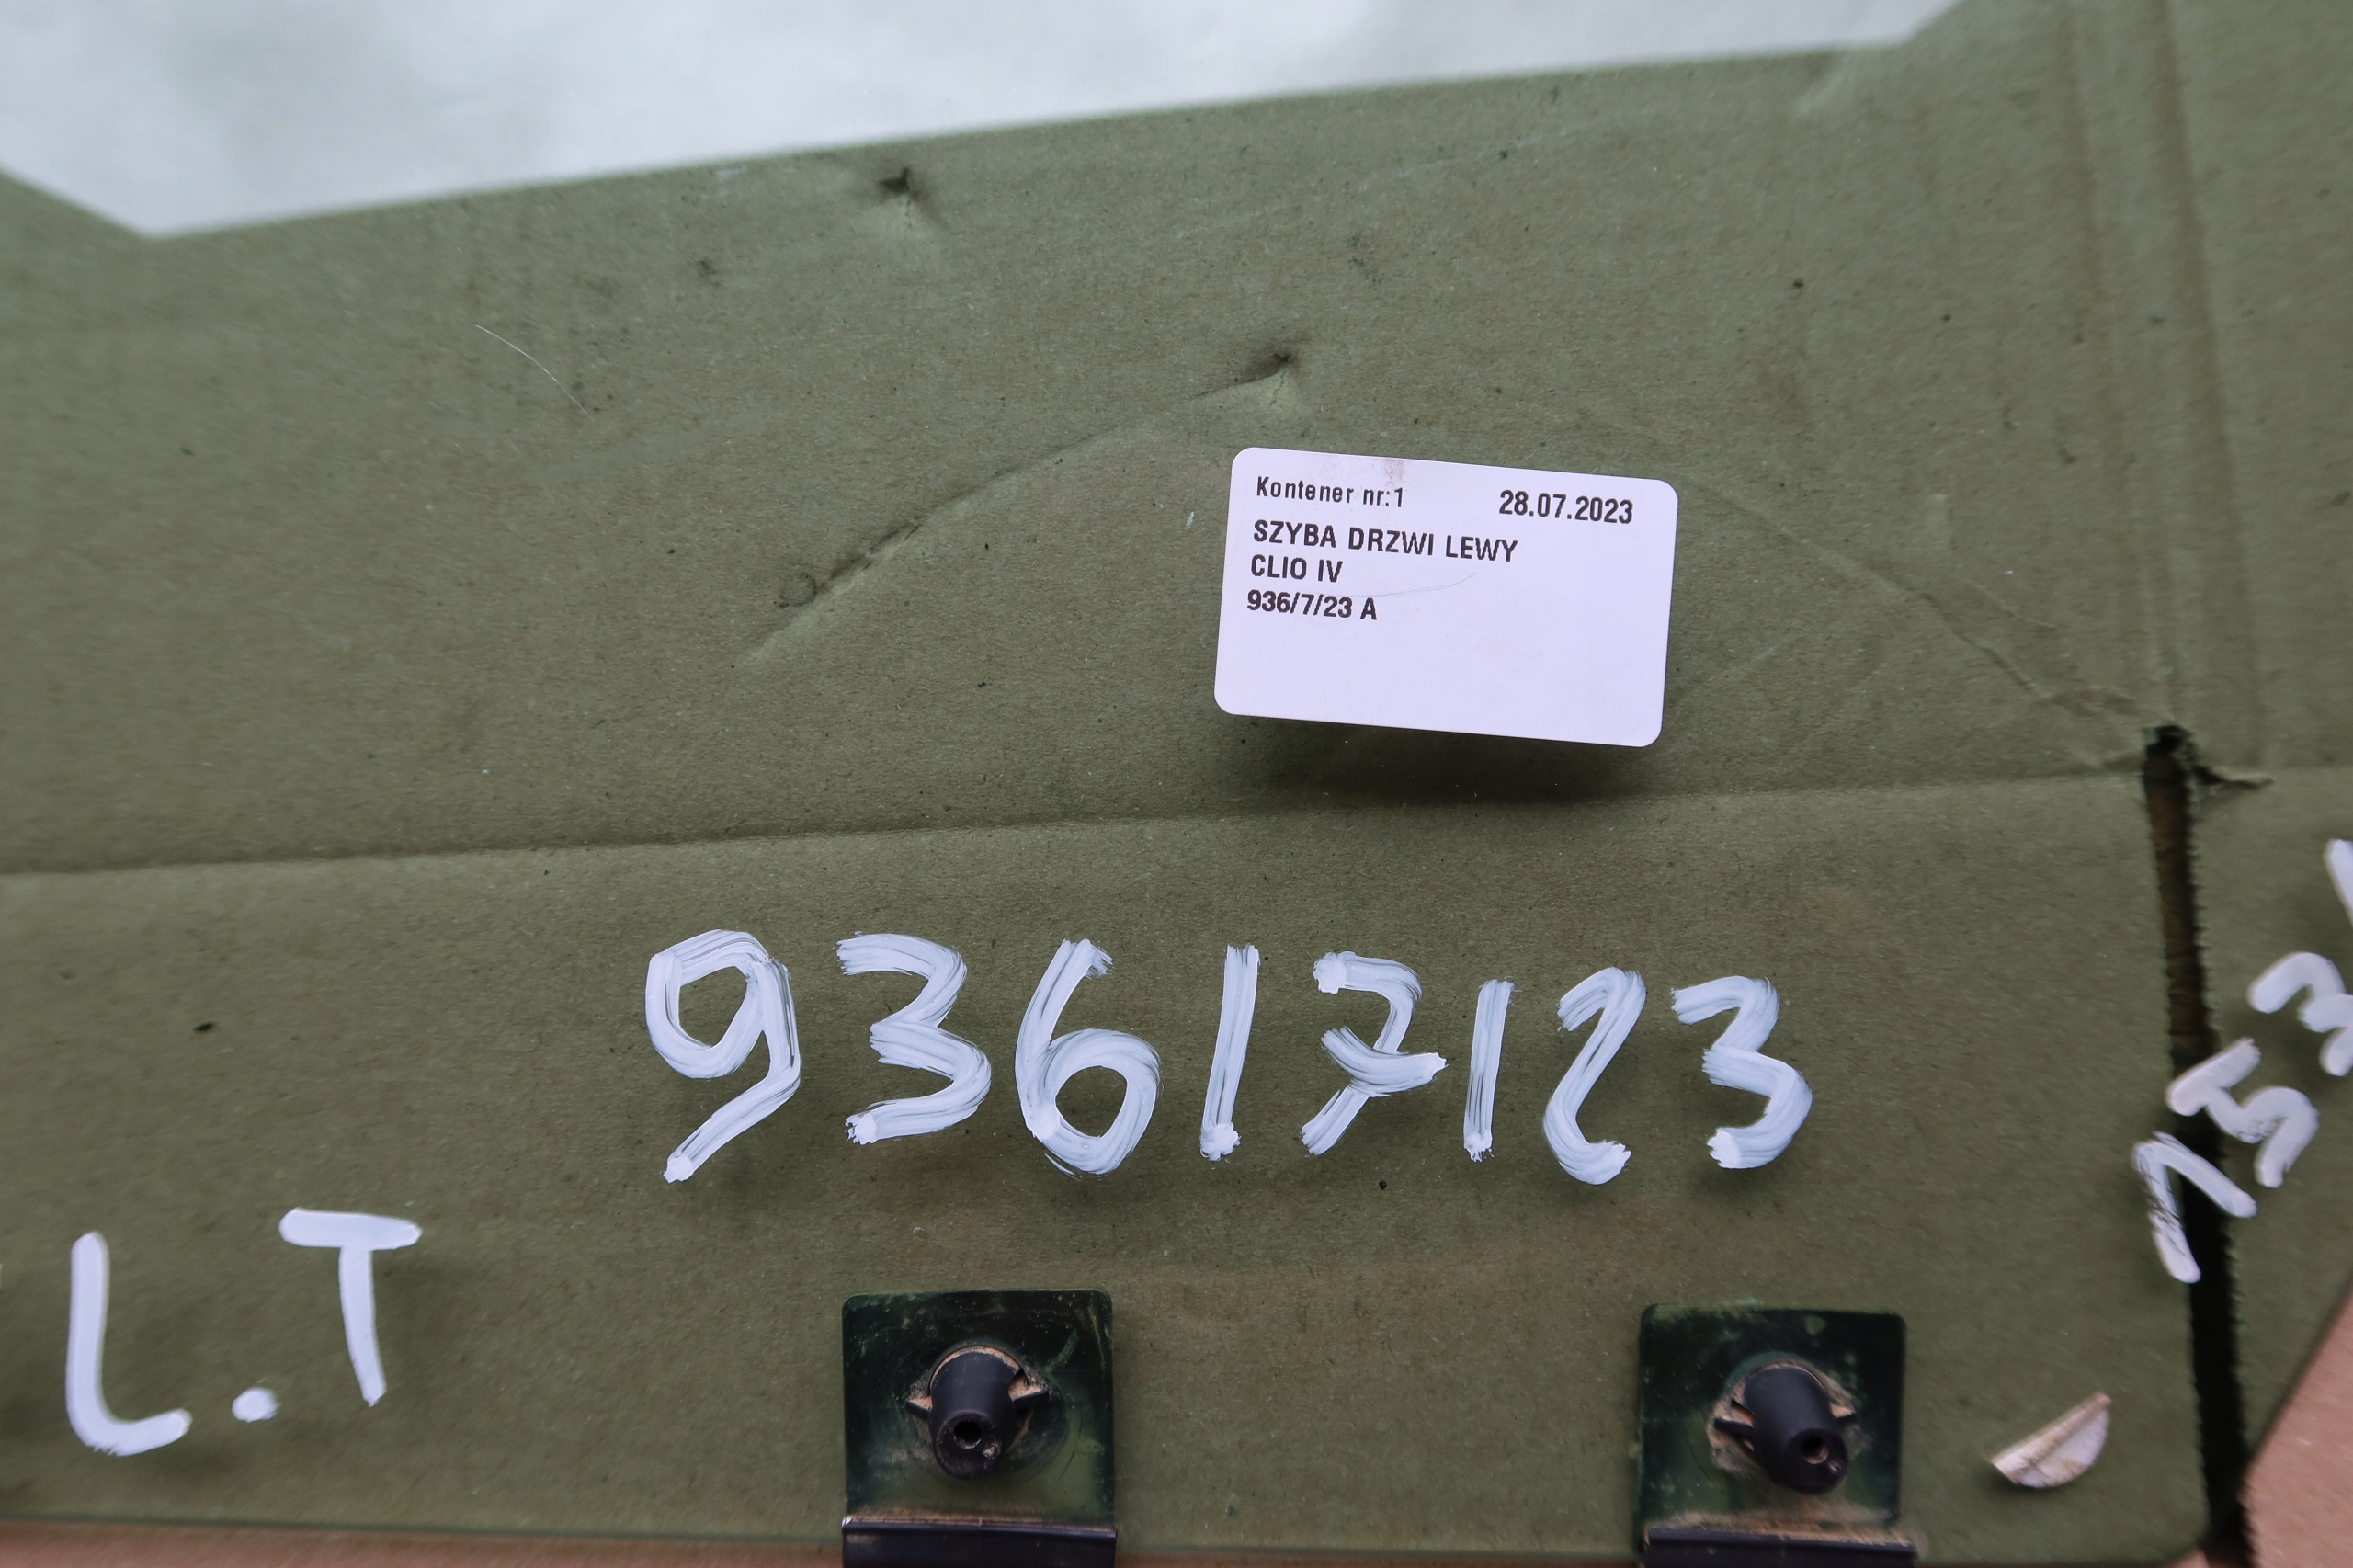 Kontener nr:1 28.07.2023
SZYBA DRZWI LEWY
CLIO IV
936/7/23 A
936/7/23
L.T